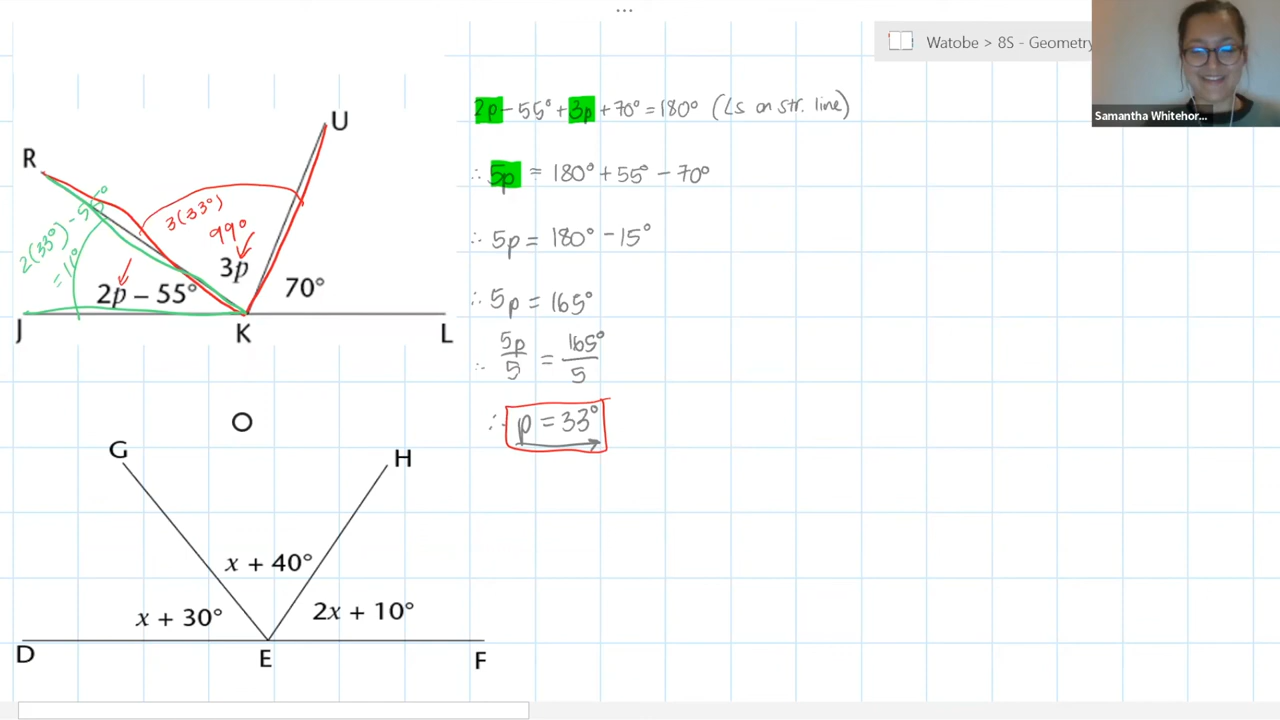 ...
Watobe > 8S - Geometry
Samantha Whitehor...
2p - 55° + 3p + 70° = 180° (∠s on str. line)
∴ 5p = 180° + 55° - 70°
∴ 5p = 180° - 15°
∴ 5p = 165°
∴ 5p/5 = 165°/5
∴ p = 33°
U
R
2(33°) - 55°
= 11°
3(33°)
99°
3p
2p – 55°
70°
J
K
L
O
G
H
x + 40°
x + 30°
2x + 10°
D
E
F